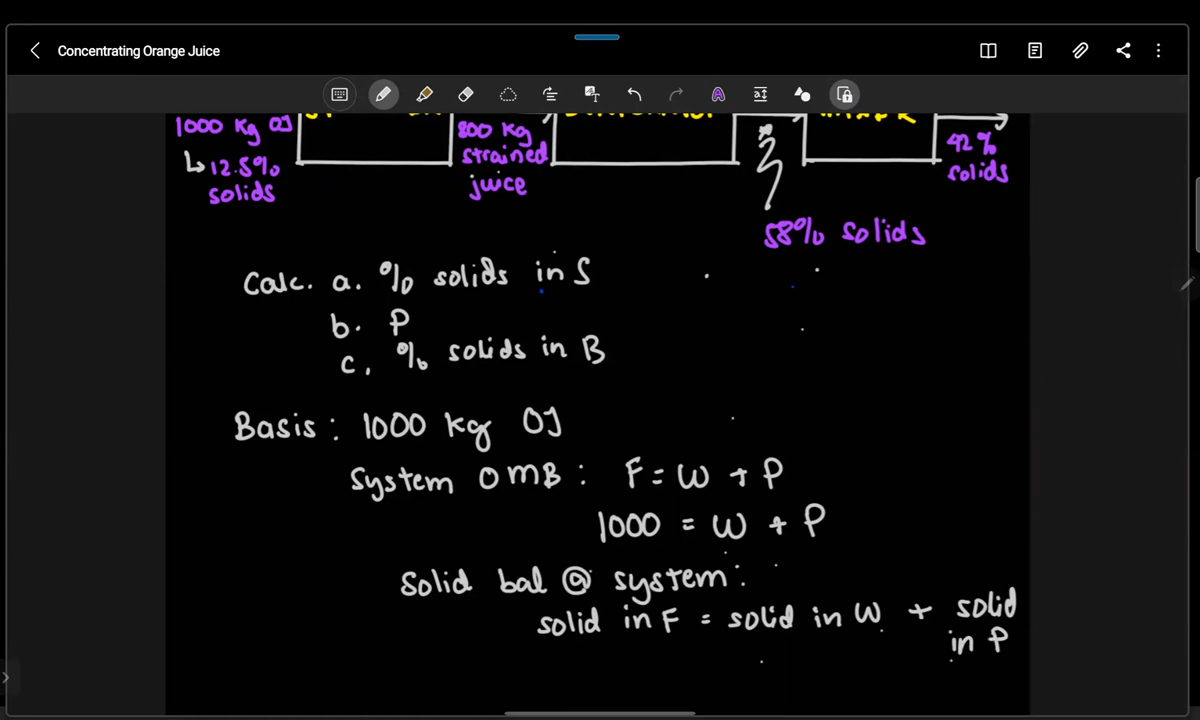 Concentrating Orange Juice
1000 kg OJ
↳ 12.5%
solids
800 kg
strained
juice
42%
solids
58% solids
Calc. a. % solids in S
b. P
c. % solids in B
Basis: 1000 kg OJ
System OMB: F = W + P
1000 = W + P
Solid bal @ system:
solid in F = solid in W + solid
in P